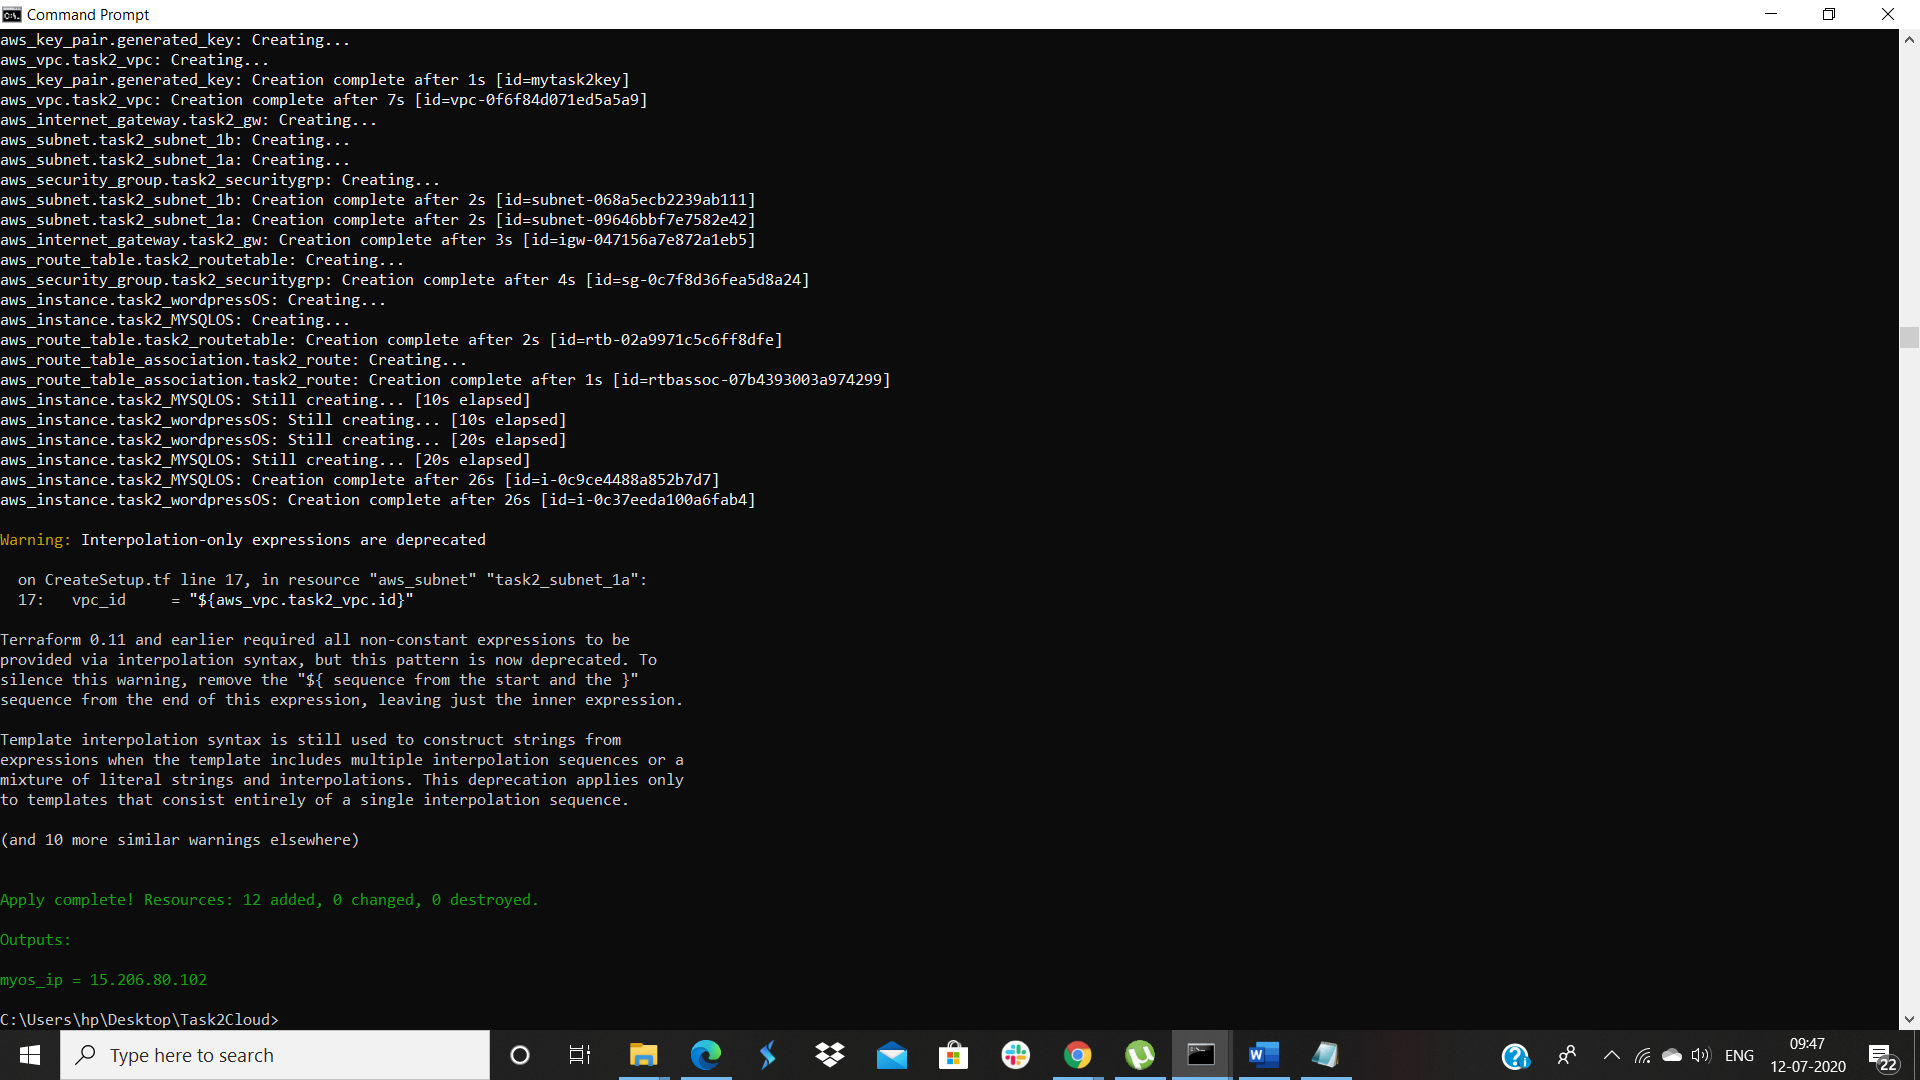 Command Prompt
aws_key_pair.generated_key: Creating...
aws_vpc.task2_vpc: Creating...
aws_key_pair.generated_key: Creation complete after 1s [id=mytask2key]
aws_vpc.task2_vpc: Creation complete after 7s [id=vpc-0f6f84d071ed5a5a9]
aws_internet_gateway.task2_gw: Creating...
aws_subnet.task2_subnet_1b: Creating...
aws_subnet.task2_subnet_1a: Creating...
aws_security_group.task2_securitygrp: Creating...
aws_subnet.task2_subnet_1b: Creation complete after 2s [id=subnet-068a5ecb2239ab111]
aws_subnet.task2_subnet_1a: Creation complete after 2s [id=subnet-09646bbf7e7582e42]
aws_internet_gateway.task2_gw: Creation complete after 3s [id=igw-047156a7e872a1eb5]
aws_route_table.task2_routetable: Creating...
aws_security_group.task2_securitygrp: Creation complete after 4s [id=sg-0c7f8d36fea5d8a24]
aws_instance.task2_wordpressOS: Creating...
aws_instance.task2_MYSQLOS: Creating...
aws_route_table.task2_routetable: Creation complete after 2s [id=rtb-02a9971c5c6ff8dfe]
aws_route_table_association.task2_route: Creating...
aws_route_table_association.task2_route: Creation complete after 1s [id=rtbassoc-07b4393003a974299]
aws_instance.task2_MYSQLOS: Still creating... [10s elapsed]
aws_instance.task2_wordpressOS: Still creating... [10s elapsed]
aws_instance.task2_wordpressOS: Still creating... [20s elapsed]
aws_instance.task2_MYSQLOS: Still creating... [20s elapsed]
aws_instance.task2_MYSQLOS: Creation complete after 26s [id=i-0c9ce4488a852b7d7]
aws_instance.task2_wordpressOS: Creation complete after 26s [id=i-0c37eeda100a6fab4]
Warning: Interpolation-only expressions are deprecated
on CreateSetup.tf line 17, in resource "aws_subnet" "task2_subnet_1a":
17:   vpc_id     = "${aws_vpc.task2_vpc.id}"
Terraform 0.11 and earlier required all non-constant expressions to be
provided via interpolation syntax, but this pattern is now deprecated. To
silence this warning, remove the "${ sequence from the start and the }"
sequence from the end of this expression, leaving just the inner expression.
Template interpolation syntax is still used to construct strings from
expressions when the template includes multiple interpolation sequences or a
mixture of literal strings and interpolations. This deprecation applies only
to templates that consist entirely of a single interpolation sequence.
(and 10 more similar warnings elsewhere)
Apply complete! Resources: 12 added, 0 changed, 0 destroyed.
Outputs:
myos_ip = 15.206.80.102
C:\Users\hp\Desktop\Task2Cloud>
Type here to search
ENG
09:47
12-07-2020
22